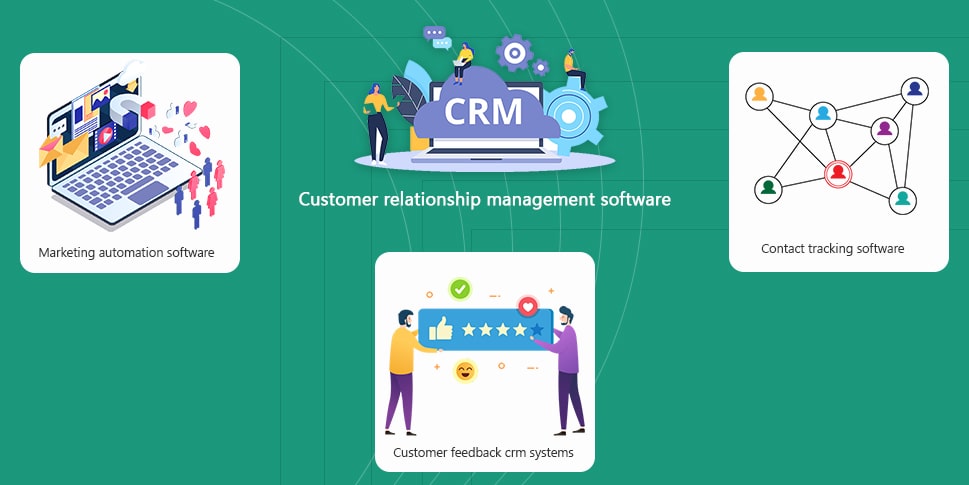 CRM
Customer relationship management software
Marketing automation software
Contact tracking software
Customer feedback crm systems